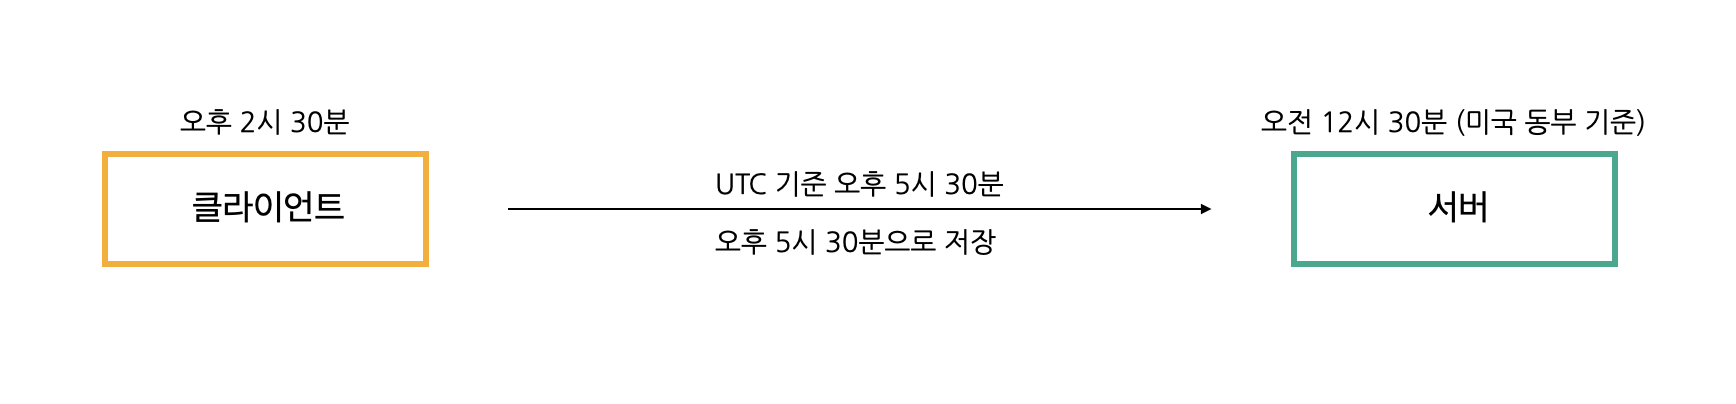 오후 2시 30분
클라이언트
UTC 기준 오후 5시 30분
오후 5시 30분으로 저장
오전 12시 30분 (미국 동부 기준)
서버